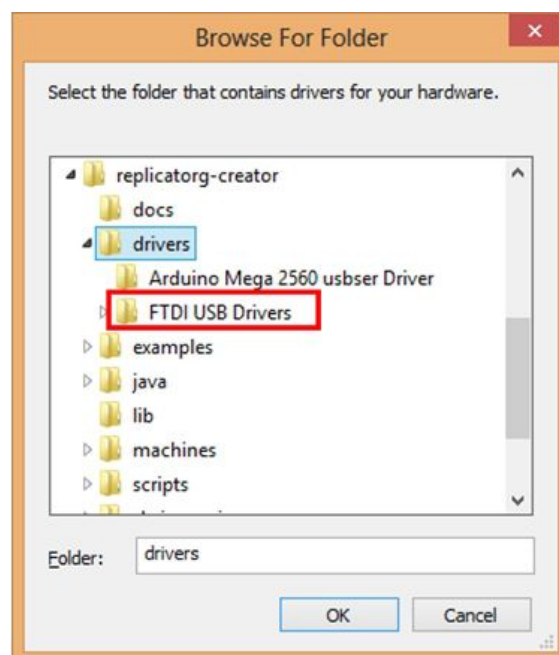 Browse For Folder
Select the folder that contains drivers for your hardware.
replicatorg-creator
docs
drivers
Arduino Mega 2560 usbser Driver
FTDI USB Drivers
examples
java
lib
machines
scripts
Folder: drivers
OK Cancel